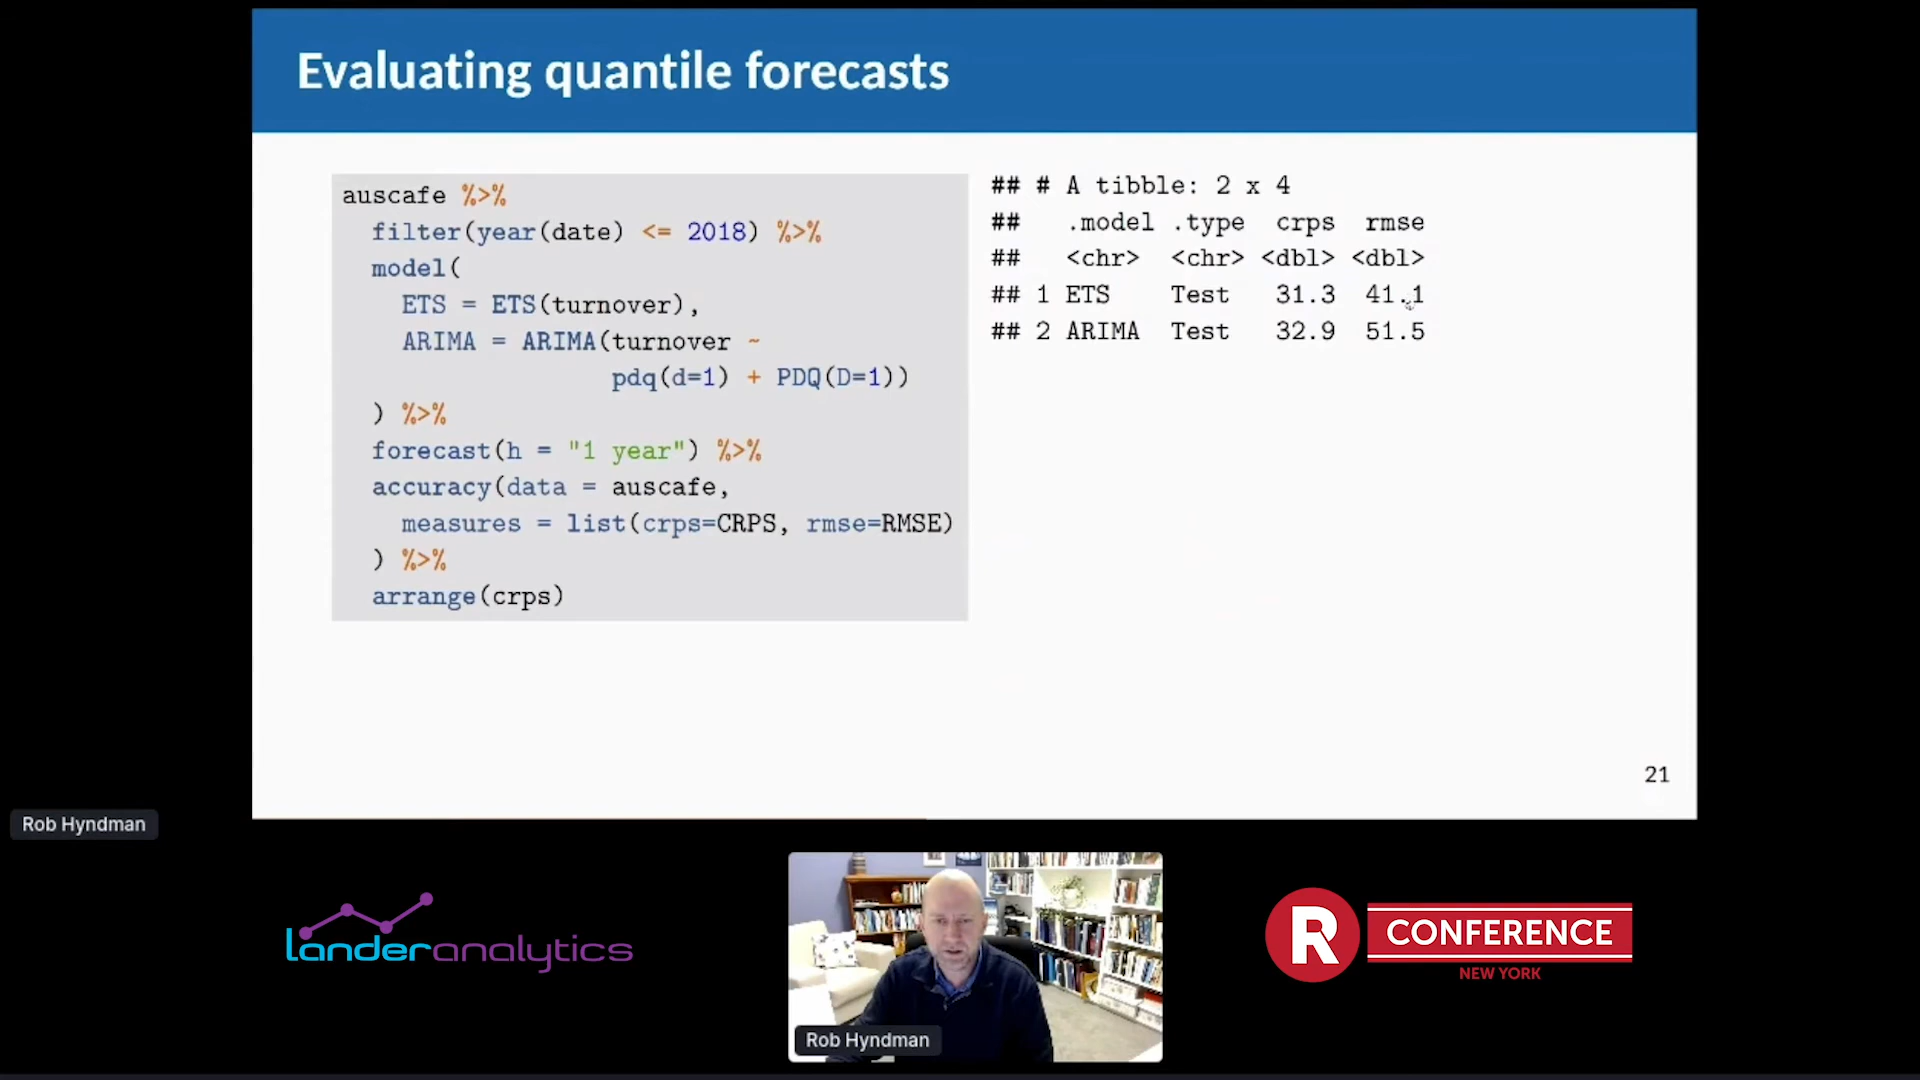 Evaluating quantile forecasts
auscafe %>%
filter(year(date) <= 2018) %>%
model(
ETS = ETS(turnover),
ARIMA = ARIMA(turnover ~
pdq(d=1) + PDQ(D=1))
) %>%
forecast(h = "1 year") %>%
accuracy(data = auscafe,
measures = list(crps=CRPS, rmse=RMSE)
) %>%
arrange(crps)
## # A tibble: 2 x 4
## .model .type crps rmse
## <chr> <chr> <dbl> <dbl>
## 1 ETS Test 31.3 41.1
## 2 ARIMA Test 32.9 51.5
21
Rob Hyndman
landeranalytics
Rob Hyndman
R CONFERENCE
NEW YORK